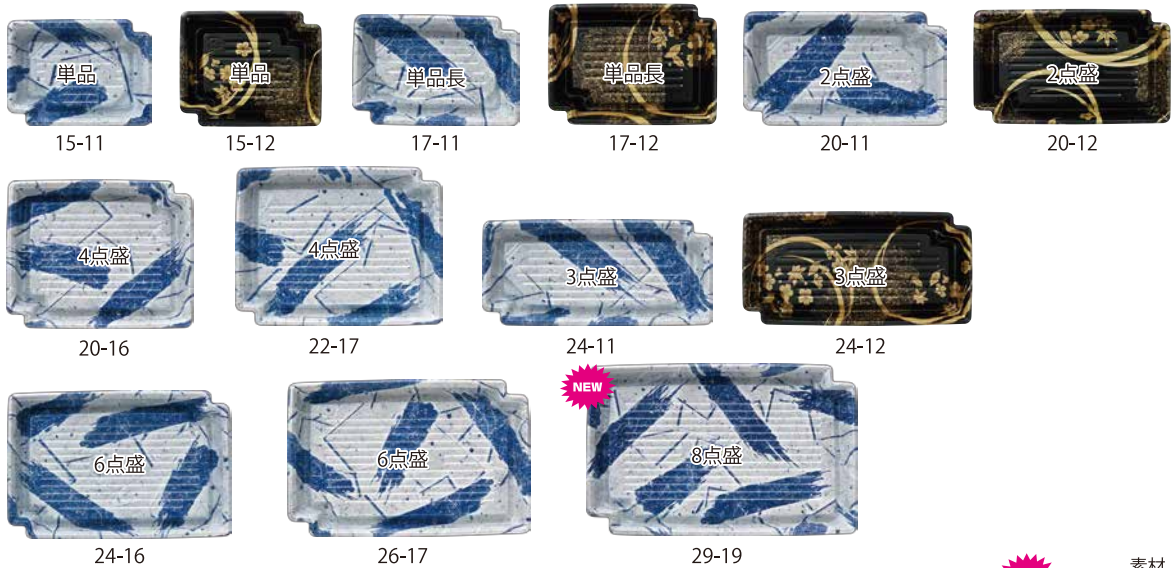 単品
単品
単品長
単品長
2点盛
2点盛
15-11
15-12
17-11
17-12
20-11
20-12
4点盛
4点盛
3点盛
3点盛
20-16
22-17
24-11
24-12
NEW
6点盛
6点盛
8点盛
24-16
26-17
29-19
素材